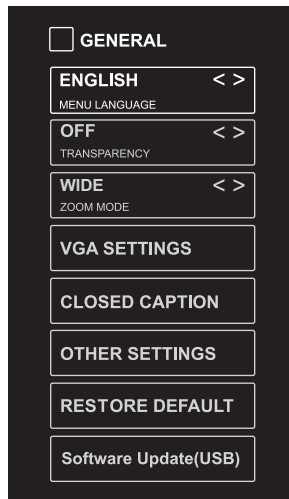 GENERAL
ENGLISH < >
MENU LANGUAGE
OFF < >
TRANSPARENCY
WIDE < >
ZOOM MODE
VGA SETTINGS
CLOSED CAPTION
OTHER SETTINGS
RESTORE DEFAULT
Software Update(USB)